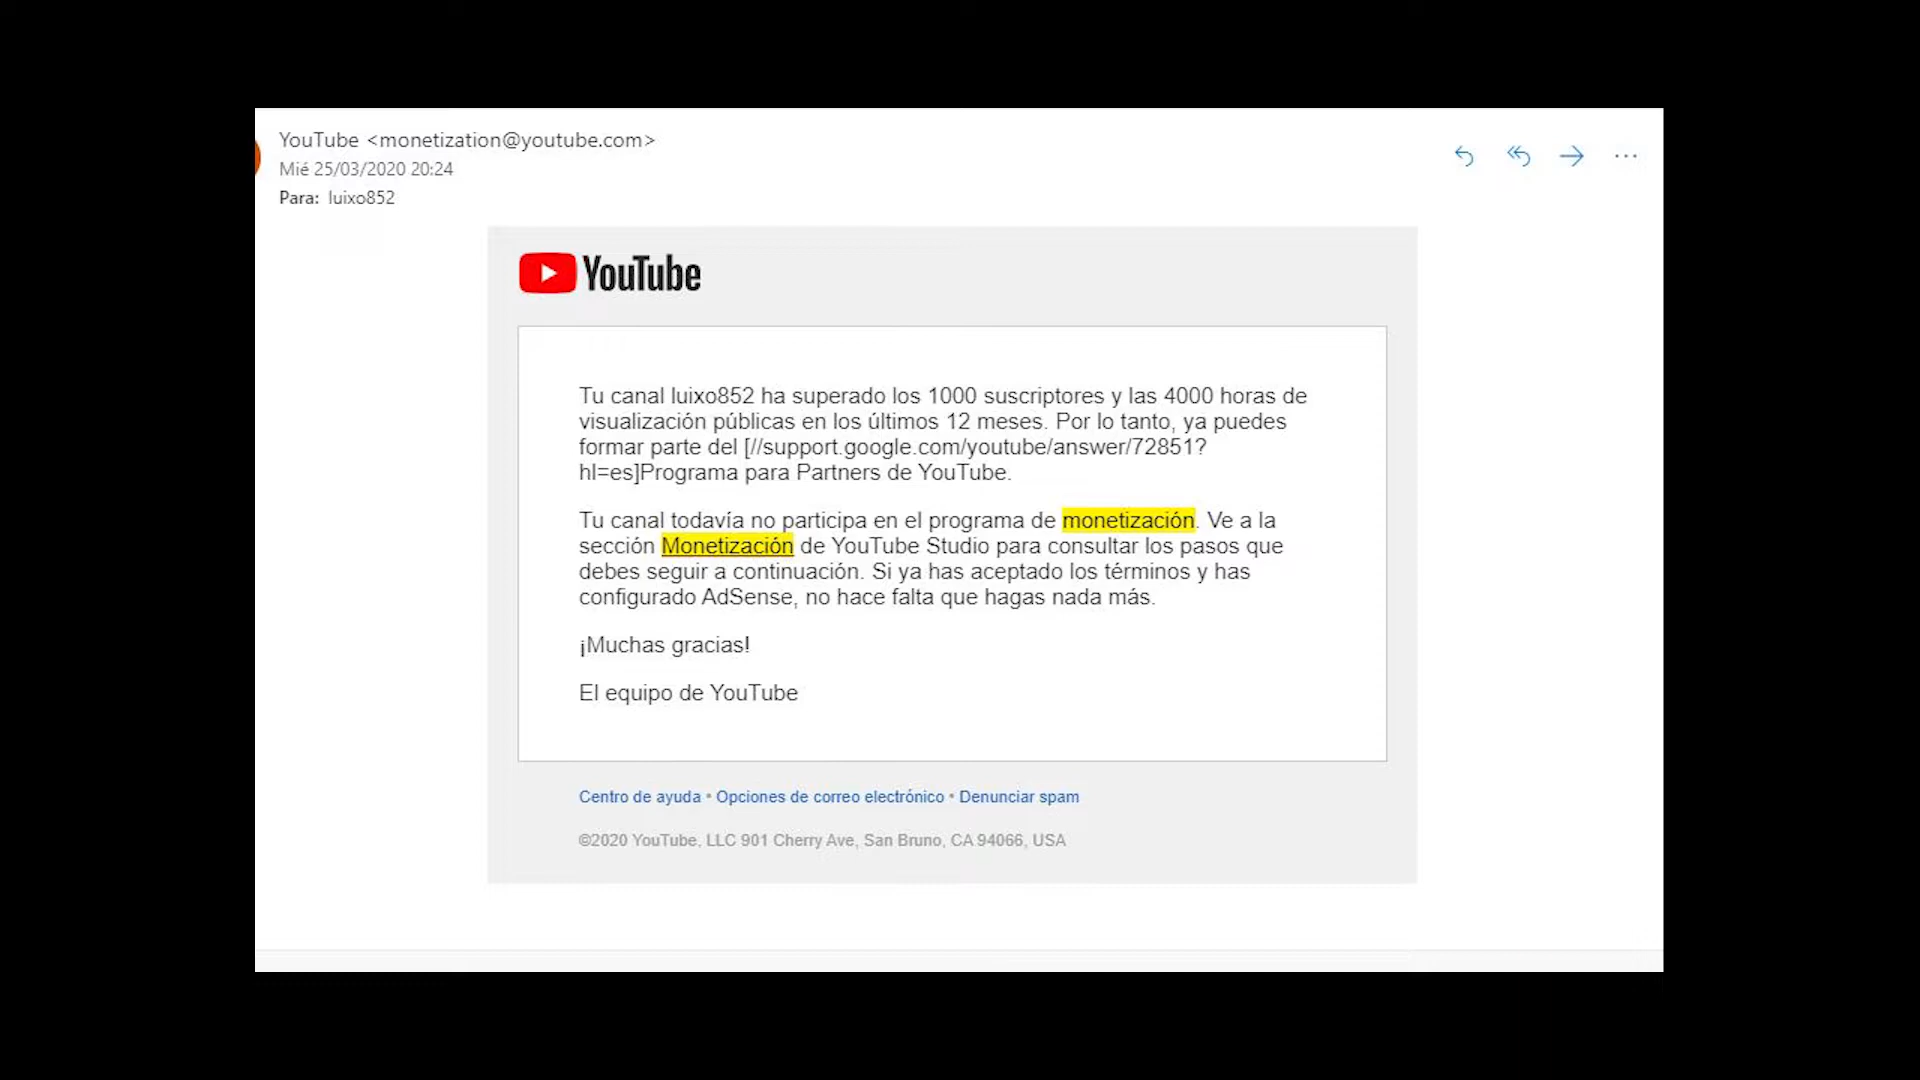 YouTube <monetization@youtube.com>
Mié 25/03/2020 20:24
Para: luixo852
YouTube
Tu canal luixo852 ha superado los 1000 suscriptores y las 4000 horas de
visualización públicas en los últimos 12 meses. Por lo tanto, ya puedes
formar parte del [//support.google.com/youtube/answer/72851?
hl=es]Programa para Partners de YouTube.
Tu canal todavía no participa en el programa de monetización. Ve a la
sección Monetización de YouTube Studio para consultar los pasos que
debes seguir a continuación. Si ya has aceptado los términos y has
configurado AdSense, no hace falta que hagas nada más.
¡Muchas gracias!
El equipo de YouTube
Centro de ayuda • Opciones de correo electrónico • Denunciar spam
©2020 YouTube, LLC 901 Cherry Ave, San Bruno, CA 94066, USA